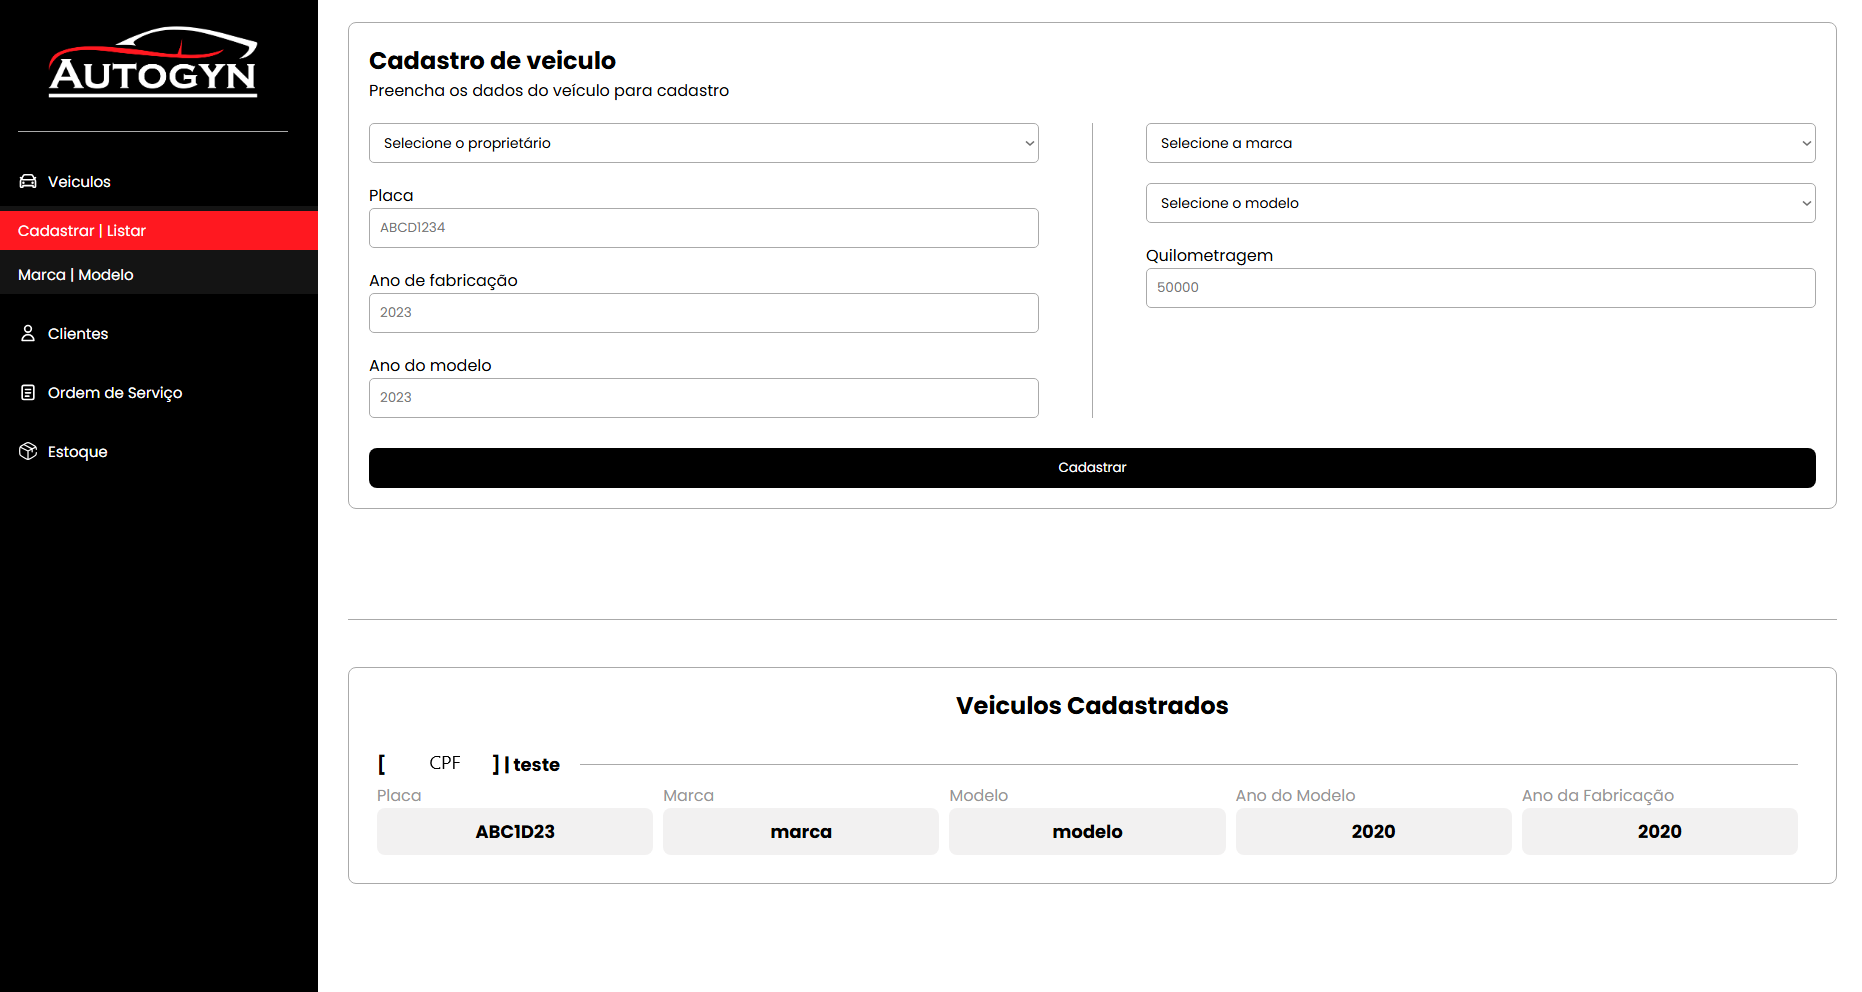 AUTOGYN
Veiculos
Cadastrar | Listar
Marca | Modelo
Clientes
Ordem de Serviço
Estoque
Cadastro de veiculo
Preencha os dados do veículo para cadastro
Selecione o proprietário
Placa
ABCD1234
Ano de fabricação
2023
Ano do modelo
2023
Selecione a marca
Selecione o modelo
Quilometragem
50000
Cadastrar
Veiculos Cadastrados
[ CPF ] | teste
Placa Marca Modelo Ano do Modelo Ano da Fabricação
ABC1D23 marca modelo 2020 2020